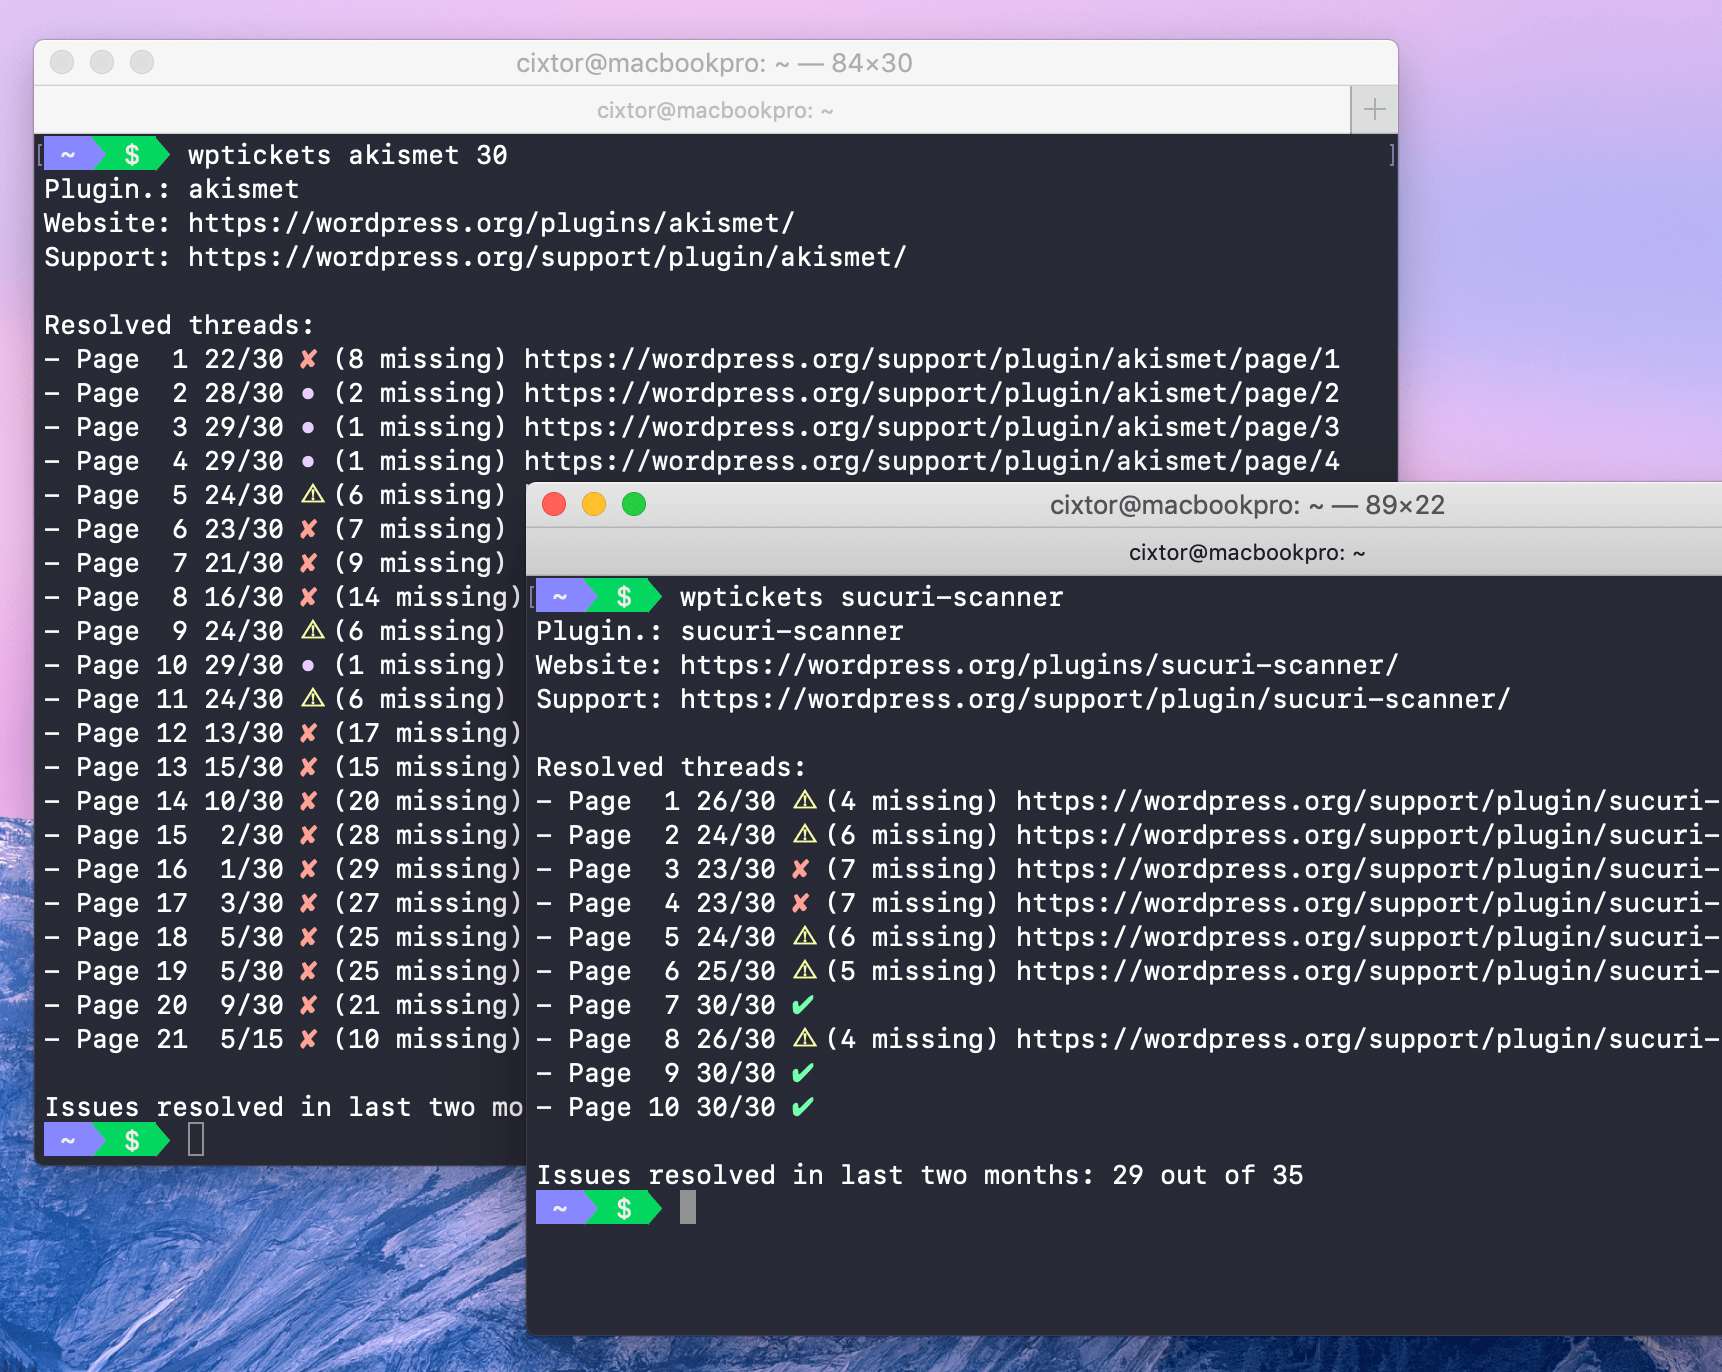 cixtor@macbookpro: ~ — 84×30
cixtor@macbookpro: ~
~ $ wptickets akismet 30
Plugin.: akismet
Website: https://wordpress.org/plugins/akismet/
Support: https://wordpress.org/support/plugin/akismet/
Resolved threads:
- Page  1 22/30 ✘ (8 missing) https://wordpress.org/support/plugin/akismet/page/1
- Page  2 28/30 • (2 missing) https://wordpress.org/support/plugin/akismet/page/2
- Page  3 29/30 • (1 missing) https://wordpress.org/support/plugin/akismet/page/3
- Page  4 29/30 • (1 missing) https://wordpress.org/support/plugin/akismet/page/4
- Page  5 24/30 ⚠ (6 missing)
- Page  6 23/30 ✘ (7 missing)
- Page  7 21/30 ✘ (9 missing)
- Page  8 16/30 ✘ (14 missing)
- Page  9 24/30 ⚠ (6 missing)
- Page 10 29/30 • (1 missing)
- Page 11 24/30 ⚠ (6 missing)
- Page 12 13/30 ✘ (17 missing)
- Page 13 15/30 ✘ (15 missing)
- Page 14 10/30 ✘ (20 missing)
- Page 15  2/30 ✘ (28 missing)
- Page 16  1/30 ✘ (29 missing)
- Page 17  3/30 ✘ (27 missing)
- Page 18  5/30 ✘ (25 missing)
- Page 19  5/30 ✘ (25 missing)
- Page 20  9/30 ✘ (21 missing)
- Page 21  5/15 ✘ (10 missing)
Issues resolved in last two mo
~ $
cixtor@macbookpro: ~ — 89×22
cixtor@macbookpro: ~
~ $ wptickets sucuri-scanner
Plugin.: sucuri-scanner
Website: https://wordpress.org/plugins/sucuri-scanner/
Support: https://wordpress.org/support/plugin/sucuri-scanner/
Resolved threads:
- Page  1 26/30 ⚠ (4 missing) https://wordpress.org/support/plugin/sucuri-
- Page  2 24/30 ⚠ (6 missing) https://wordpress.org/support/plugin/sucuri-
- Page  3 23/30 ✘ (7 missing) https://wordpress.org/support/plugin/sucuri-
- Page  4 23/30 ✘ (7 missing) https://wordpress.org/support/plugin/sucuri-
- Page  5 24/30 ⚠ (6 missing) https://wordpress.org/support/plugin/sucuri-
- Page  6 25/30 ⚠ (5 missing) https://wordpress.org/support/plugin/sucuri-
- Page  7 30/30 ✔
- Page  8 26/30 ⚠ (4 missing) https://wordpress.org/support/plugin/sucuri-
- Page  9 30/30 ✔
- Page 10 30/30 ✔
Issues resolved in last two months: 29 out of 35
~ $